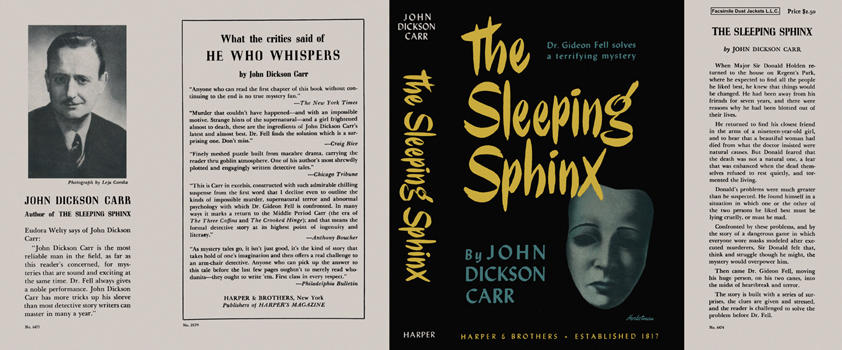 Photograph by Leja Gorska
JOHN DICKSON CARR
Author of THE SLEEPING SPHINX
Eudora Welty says of John Dickson
Carr:
"John Dickson Carr is the most
reliable man in the field, as far as
this reader's concerned, for mys-
teries that are sound and exciting at
the same time. Dr. Fell always gives
a noble performance. John Dickson
Carr has more tricks up his sleeve
than most detective story writers can
master in many a year."
No. 6475
What the critics said of
HE WHO WHISPERS
by John Dickson Carr
"Anyone who can read the first chapter of this book without con-
tinuing to the end is no true mystery fan."
—The New York Times
"Murder that couldn't have happened—and with an impossible
motive. Strange hints of the supernatural—and a girl frightened
almost to death, these are the ingredients of John Dickson Carr's
latest and almost best. Dr. Fell finds the solution which is a sur-
prising one. Don't miss."
—Craig Rice
"Finely meshed puzzle built from macabre drama, carrying the
reader thru goblin atmosphere. One of his author's most shrewdly
plotted and engagingly written detective tales."
—Chicago Tribune
"This is Carr in excelsis, constructed with such admirable chilling
suspense from the first word that I decline even to outline the
kinds of impossible murder, supernatural terror and abnormal
psychology with which Dr. Gideon Fell is confronted. In many
ways it marks a return to the Middle Period Carr (the era of
The Three Coffins and The Crooked Hinge); and that means the
formal detective story at its highest point of ingenuity and
literacy."
—Anthony Boucher
"As mystery tales go, it isn't just good, it's the kind of story that
takes hold of one's imagination and then offers a real challenge to
an arm-chair detective. Anyone who can pick up the answer to
this tale before the last few pages oughtn't to merely read who-
dunits—they ought to write 'em. First class in every respect."
—Philadelphia Bulletin
HARPER & BROTHERS, New York
Publishers of HARPER'S MAGAZINE
No. 2859
JOHN
DICKSON
CARR
the Sleeping Sphinx
HARPER
the
Sleeping
Sphinx
Dr. Gideon Fell solves
a terrifying mystery
By JOHN
DICKSON
CARR
HARPER & BROTHERS • ESTABLISHED 1817
Facsimile Dust Jackets L.L.C.
Price $2.50
THE SLEEPING SPHINX
by JOHN DICKSON CARR
When Major Sir Donald Holden re-
turned to the house on Regent's Park,
where he expected to find all the people
he liked best, he knew that things would
be changed. He had been away from his
friends for seven years, and there were
reasons why he had been blotted out of
their lives.
He returned to find his closest friend
in the arms of a nineteen-year-old girl,
and to hear that a beautiful woman had
died from what the doctor insisted were
natural causes. But Donald feared that
the death was not a natural one, a fear
that was enhanced when the dead them-
selves refused to rest quietly, and tor-
mented the living.
Donald's problems were much greater
than he suspected. He found himself in a
situation in which one or the other of
the two persons he liked best must be
lying cruelly, or must be mad.
Confronted by these problems, and by
the story of a dangerous game in which
everyone wore masks modeled after exe-
cuted murderers, Sir Donald felt that,
think and struggle though he might, the
mystery would overpower him.
Then came Dr. Gideon Fell, moving
his huge person, on his two canes, into
the midst of heartbreak and terror.
The story is built with a series of sur-
prises, the clues are given and stressed,
and the reader is challenged to solve the
problem before Dr. Fell.
No. 6474